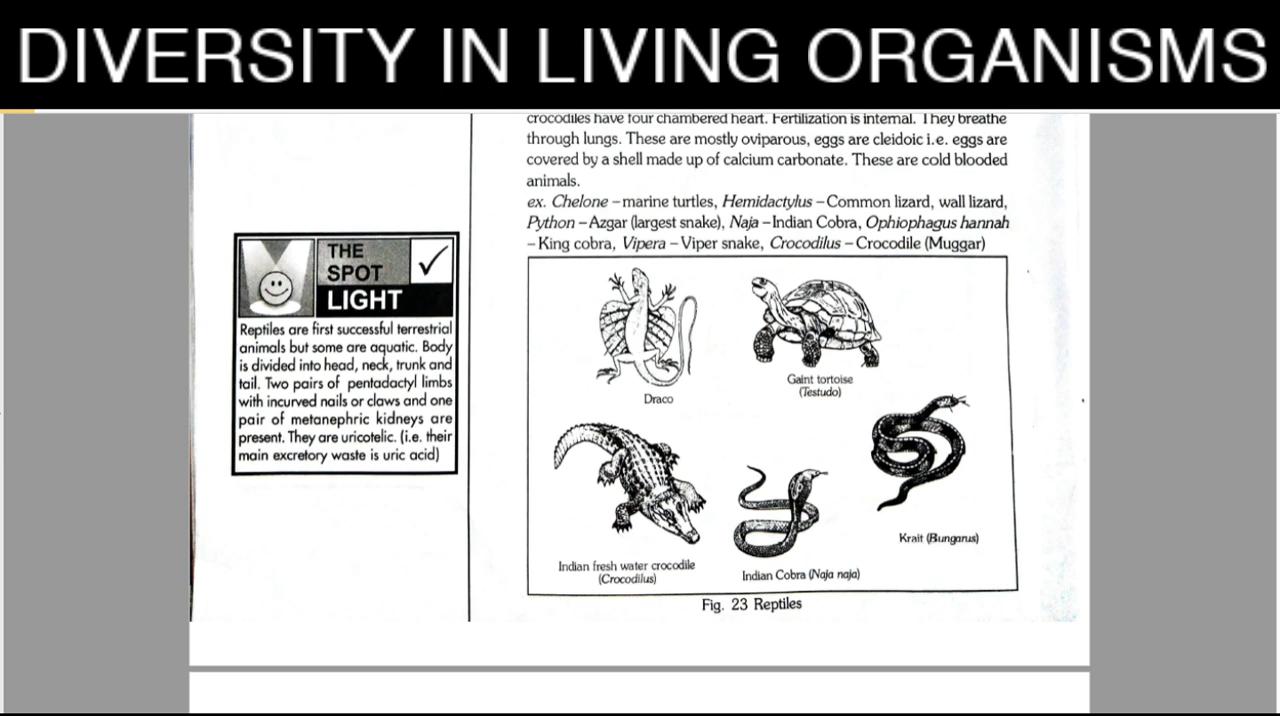 DIVERSITY IN LIVING ORGANISMS
crocodiles have four chambered heart. Fertilization is internal. They breathe
through lungs. These are mostly oviparous, eggs are cleidoic i.e. eggs are
covered by a shell made up of calcium carbonate. These are cold blooded
animals.
ex. Chelone – marine turtles, Hemidactylus – Common lizard, wall lizard,
Python – Azgar (largest snake), Naja – Indian Cobra, Ophiophagus hannah
– King cobra, Vipera – Viper snake, Crocodilus – Crocodile (Muggar)
THE
SPOT
LIGHT
Reptiles are first successful terrestrial
animals but some are aquatic. Body
is divided into head, neck, trunk and
tail. Two pairs of pentadactyl limbs
with incurved nails or claws and one
pair of metanephric kidneys are
present. They are uricotelic. (i.e. their
main excretory waste is uric acid)
Draco
Gaint tortoise
(Testudo)
Indian fresh water crocodile
(Crocodilus)
Indian Cobra (Naja naja)
Krait (Bungarus)
Fig. 23 Reptiles